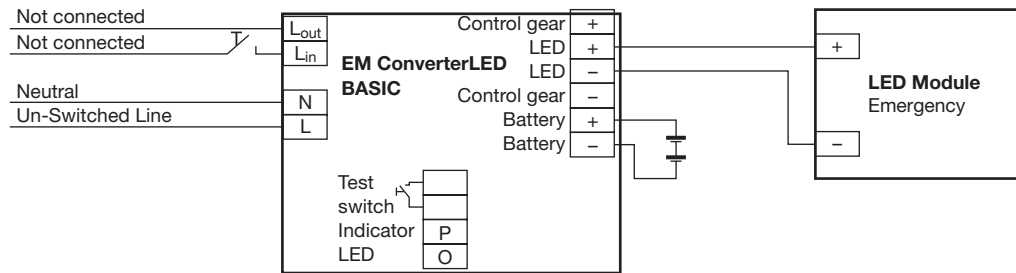 Not connected
Not connected
Neutral
Un-Switched Line
Lout
Lin
N
L
EM ConverterLED
BASIC
Control gear +
LED +
LED –
Control gear –
Battery +
Battery –
Test
switch
Indicator P
LED O
+
–
LED Module
Emergency